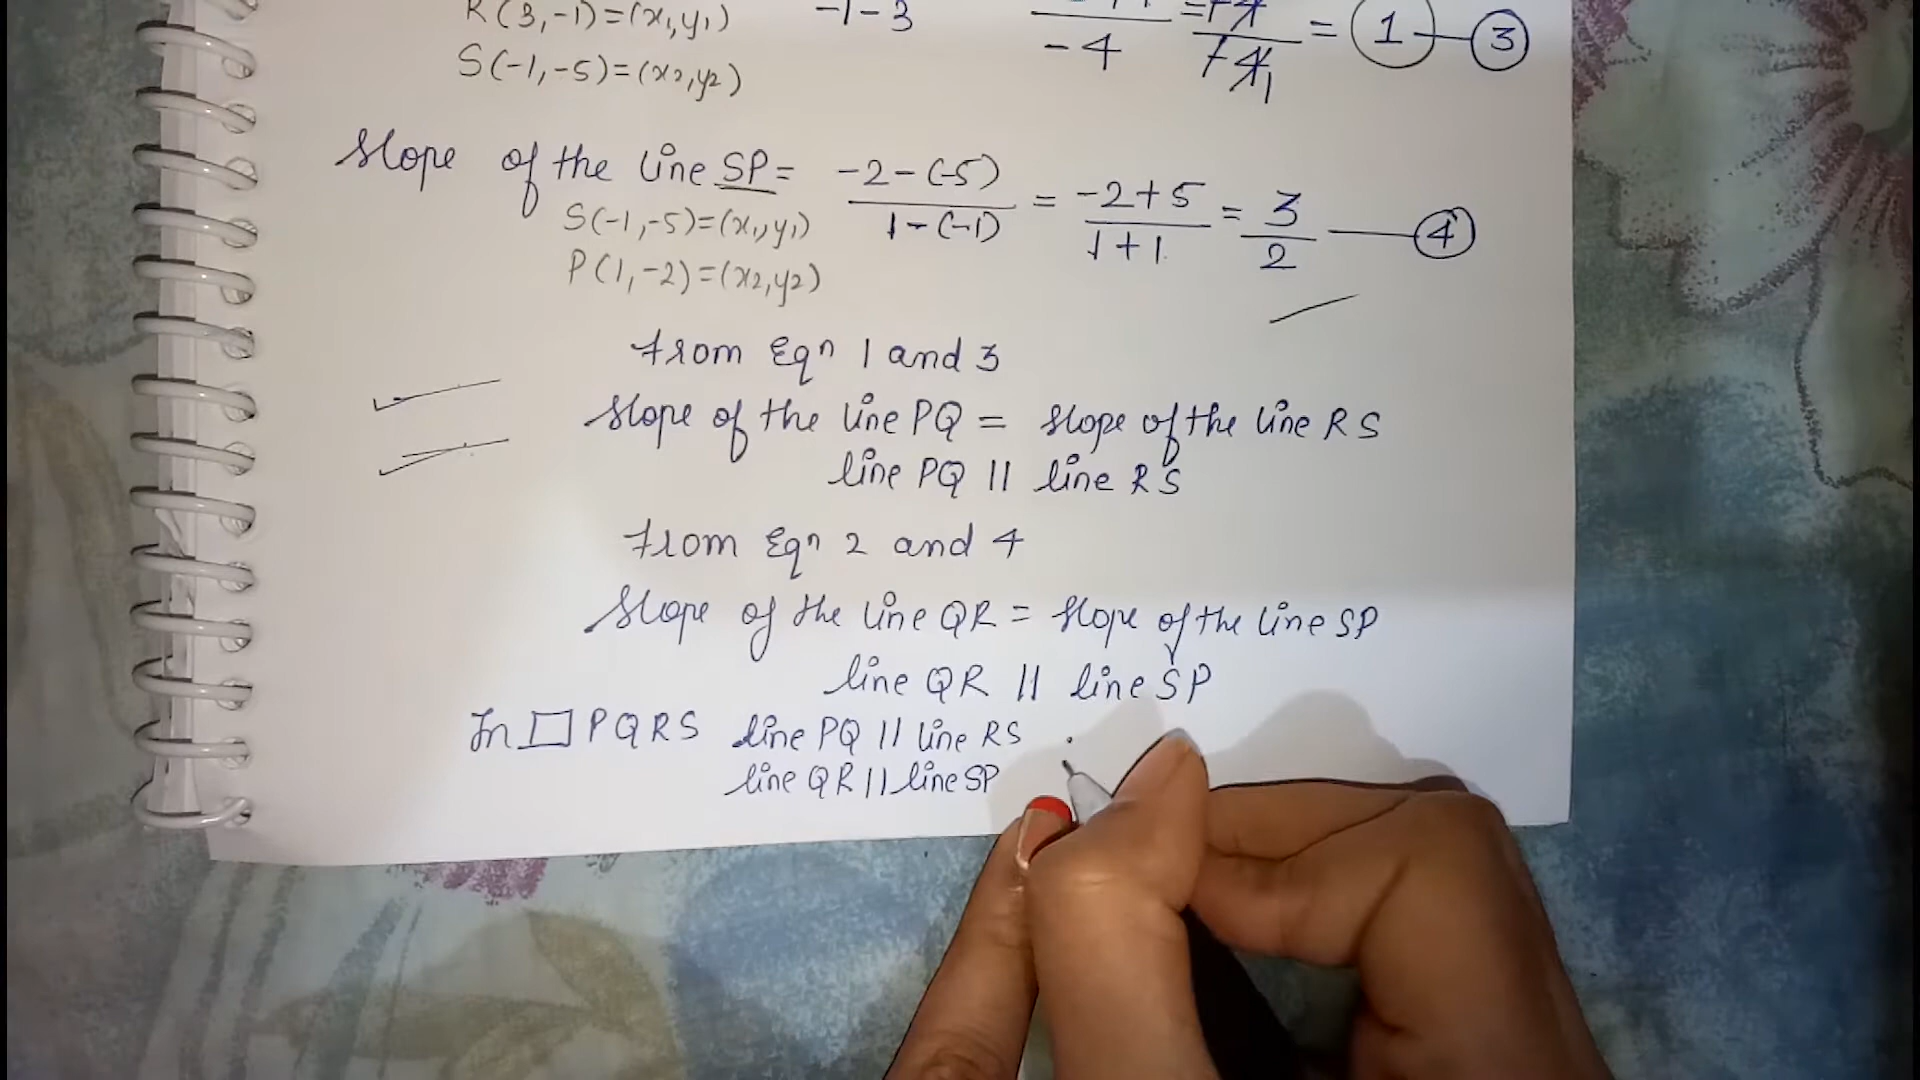 R(3,-1)=(x1,y1) -1-3 -4 = 1 3
S(-1,-5)=(x2,y2)
Slope of the line SP = -2-(-5) / 1-(-1) = -2+5 / 1+1 = 3/2 4
S(-1,-5)=(x1,y1)
P(1,-2)=(x2,y2)
From Eqn 1 and 3
Slope of the line PQ = Slope of the line RS
line PQ || line RS
From Eqn 2 and 4
Slope of the line QR = Slope of the line SP
line QR || line SP
In □ PQRS line PQ || line RS
line QR || line SP